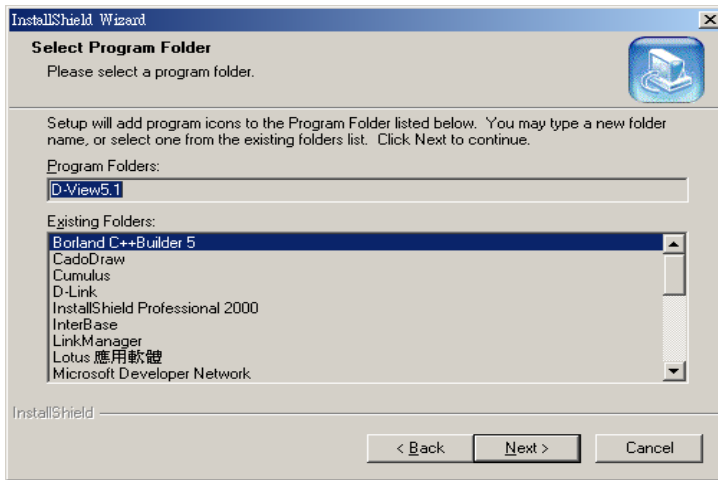 InstallShield Wizard
Select Program Folder
Please select a program folder.
Setup will add program icons to the Program Folder listed below. You may type a new folder
name, or select one from the existing folders list. Click Next to continue.
Program Folders:
D-View5.1
Existing Folders:
Borland C++Builder 5
CadoDraw
Cumulus
D-Link
InstallShield Professional 2000
InterBase
LinkManager
Lotus 應用軟體
Microsoft Developer Network
InstallShield
< Back Next > Cancel